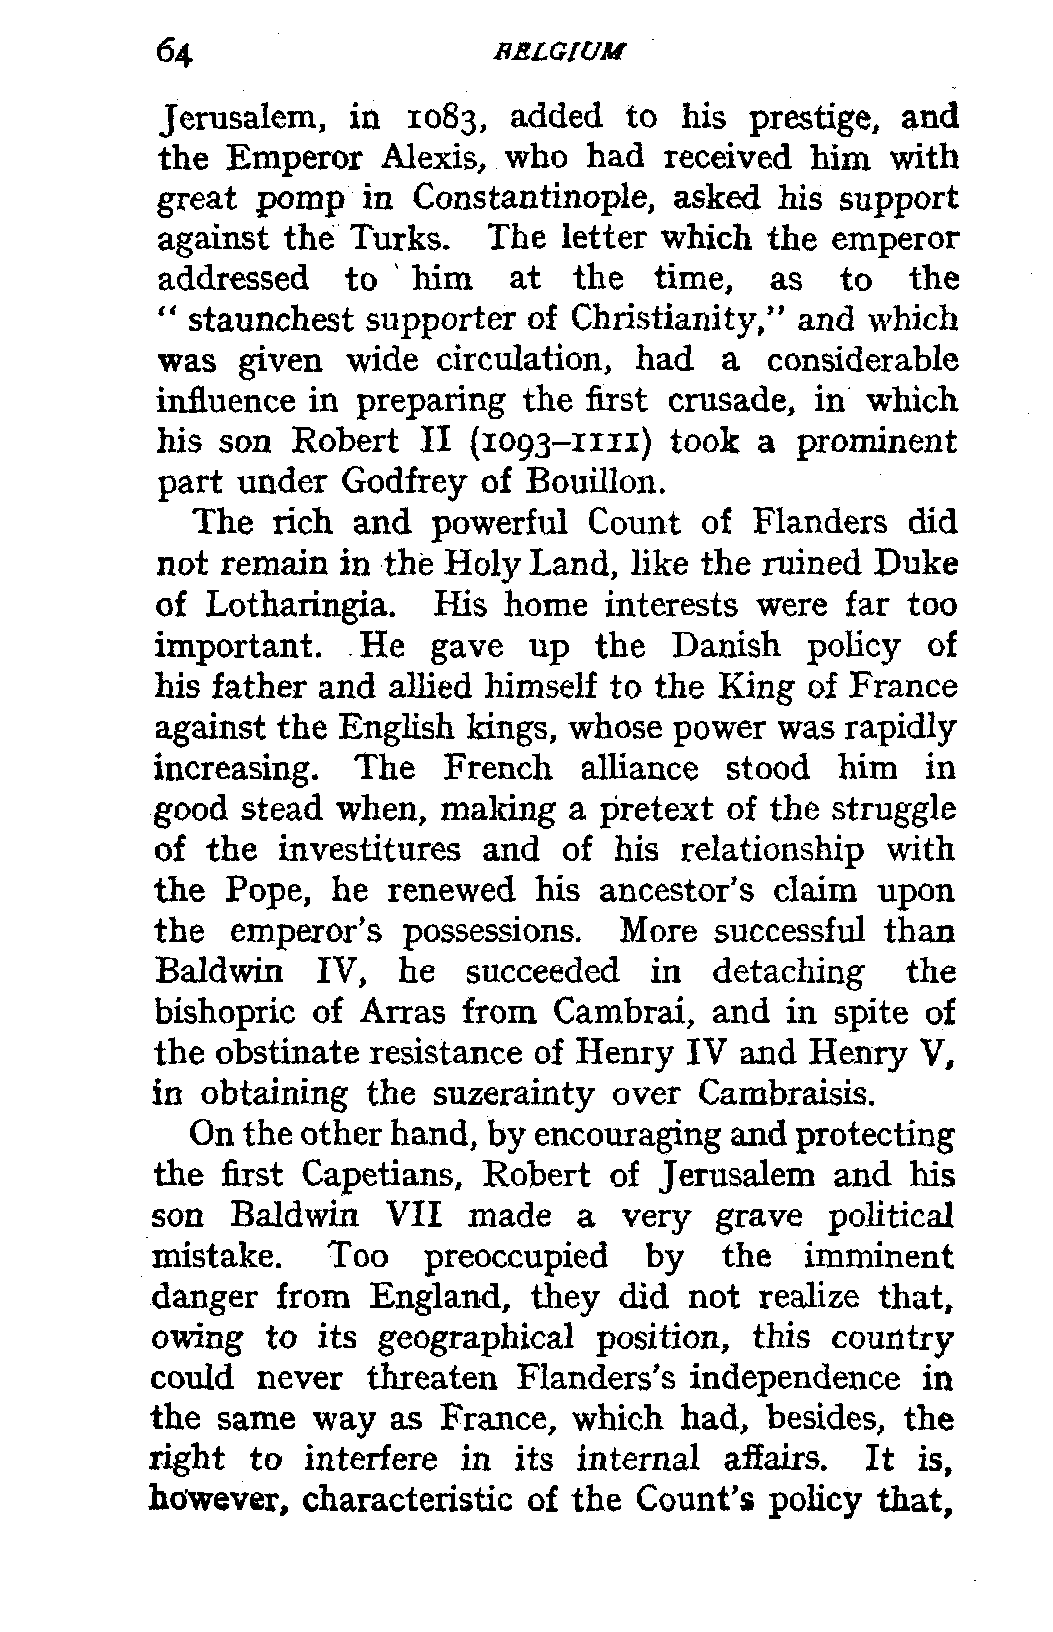 64 BELGIUM
Jerusalem, in 1083, added to his prestige, and
the Emperor Alexis, who had received him with
great pomp in Constantinople, asked his support
against the Turks. The letter which the emperor
addressed to him at the time, as to the
“ staunchest supporter of Christianity,” and which
was given wide circulation, had a considerable
influence in preparing the first crusade, in which
his son Robert II (1093–1111) took a prominent
part under Godfrey of Bouillon.
The rich and powerful Count of Flanders did
not remain in the Holy Land, like the ruined Duke
of Lotharingia. His home interests were far too
important. He gave up the Danish policy of
his father and allied himself to the King of France
against the English kings, whose power was rapidly
increasing. The French alliance stood him in
good stead when, making a pretext of the struggle
of the investitures and of his relationship with
the Pope, he renewed his ancestor's claim upon
the emperor's possessions. More successful than
Baldwin IV, he succeeded in detaching the
bishopric of Arras from Cambrai, and in spite of
the obstinate resistance of Henry IV and Henry V,
in obtaining the suzerainty over Cambraisis.
On the other hand, by encouraging and protecting
the first Capetians, Robert of Jerusalem and his
son Baldwin VII made a very grave political
mistake. Too preoccupied by the imminent
danger from England, they did not realize that,
owing to its geographical position, this country
could never threaten Flanders's independence in
the same way as France, which had, besides, the
right to interfere in its internal affairs. It is,
however, characteristic of the Count's policy that,